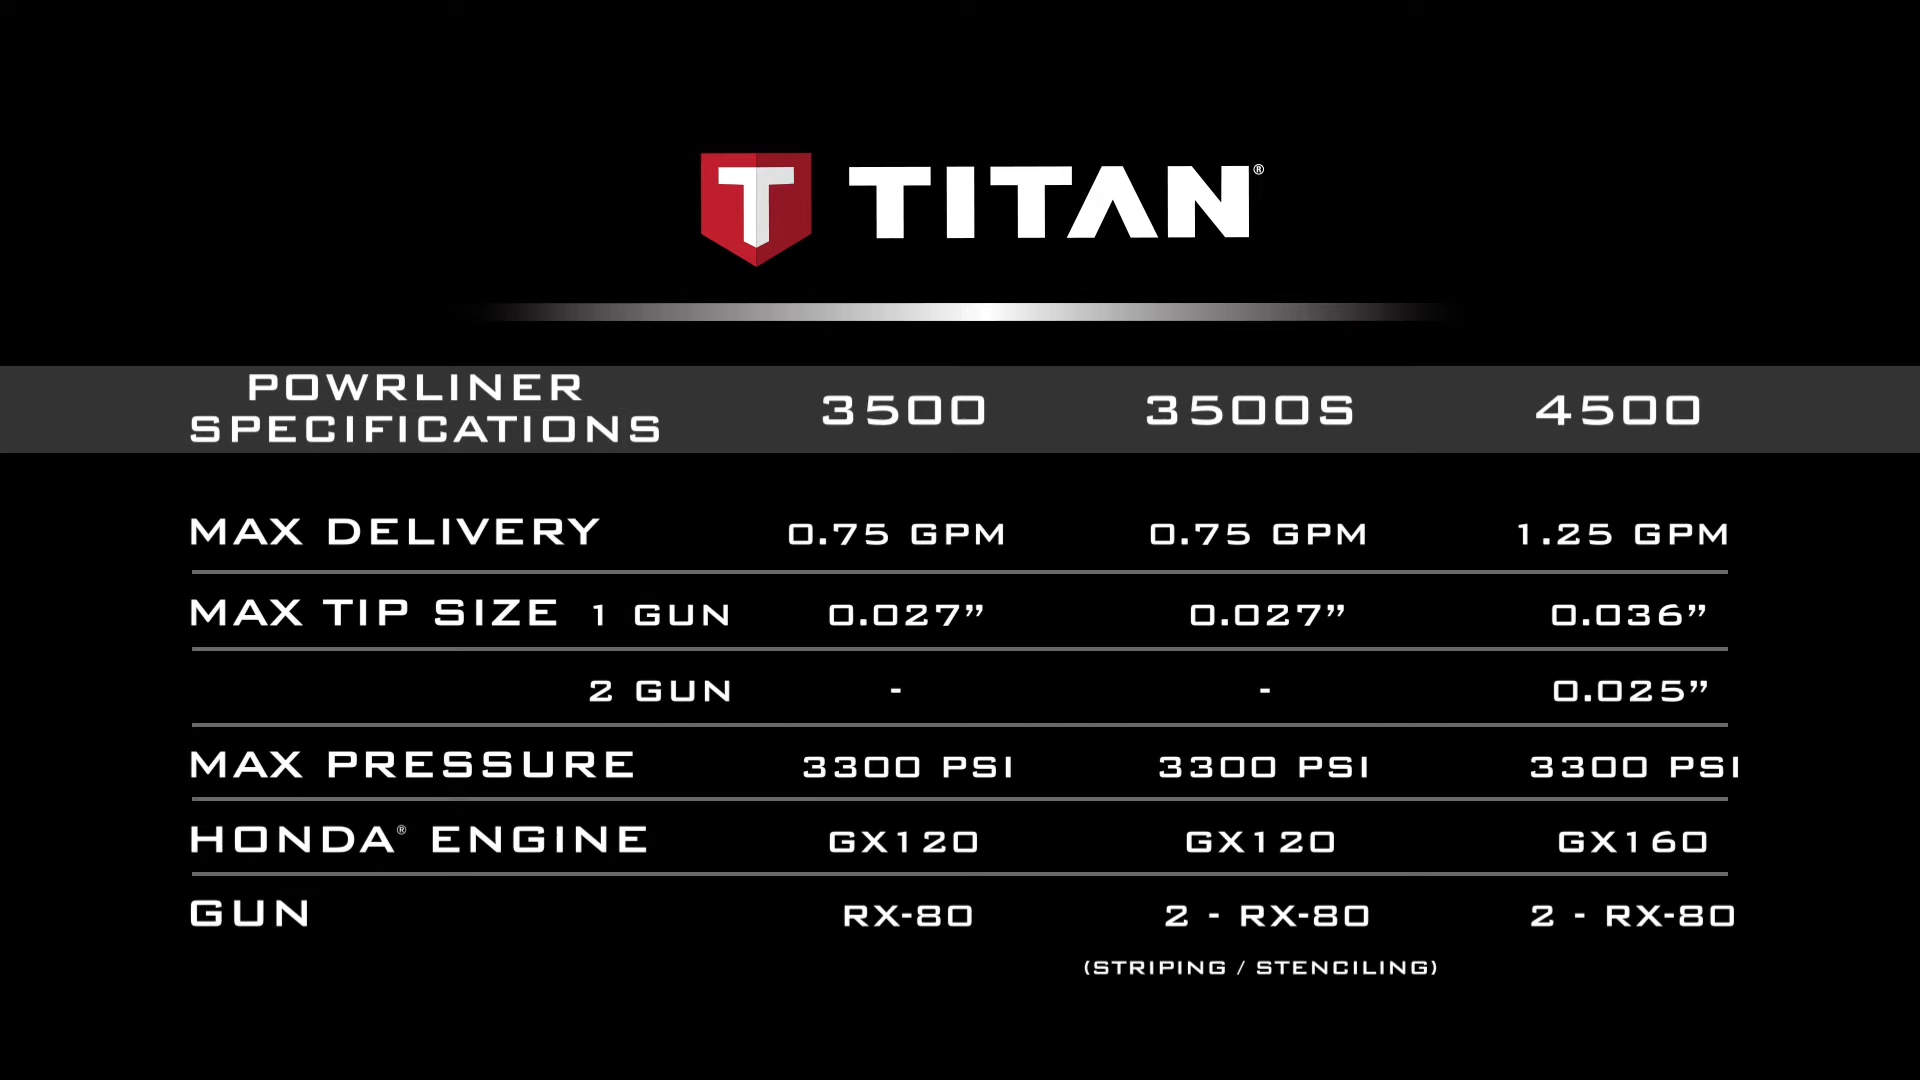 T TITAN®
POWRLINER
SPECIFICATIONS 3500 3500S 4500
MAX DELIVERY 0.75 GPM 0.75 GPM 1.25 GPM
MAX TIP SIZE 1 GUN 0.027” 0.027” 0.036”
2 GUN - - 0.025”
MAX PRESSURE 3300 PSI 3300 PSI 3300 PSI
HONDA® ENGINE GX120 GX120 GX160
GUN RX-80 2 - RX-80 2 - RX-80
(STRIPING / STENCILING)